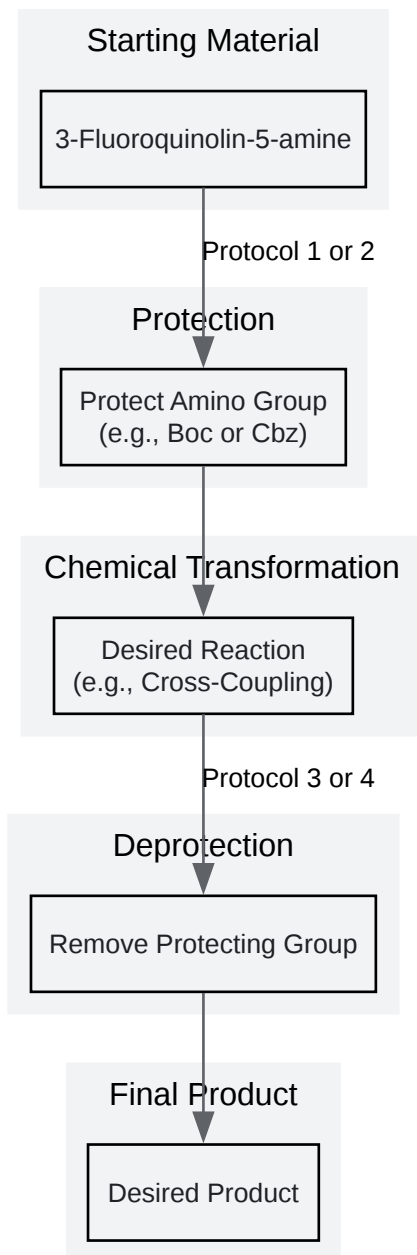 Starting Material
3-Fluoroquinolin-5-amine
Protocol 1 or 2
Protection
Protect Amino Group
(e.g., Boc or Cbz)
Chemical Transformation
Desired Reaction
(e.g., Cross-Coupling)
Protocol 3 or 4
Deprotection
Remove Protecting Group
Final Product
Desired Product